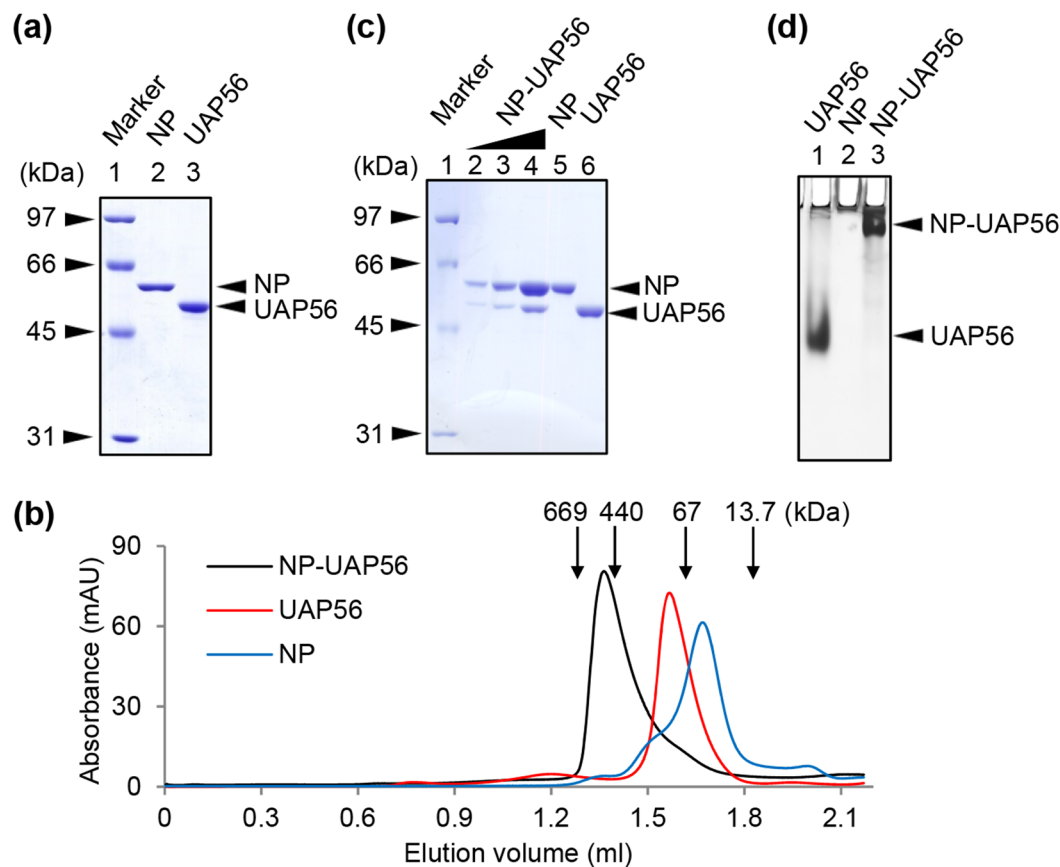 (a)
Marker
NP
UAP56
(kDa) 1 2 3
97
66
NP
UAP56
45
31
(c)
Marker
NP-UAP56
NP
UAP56
(kDa) 1 2 3 4 5 6
97
66
NP
UAP56
45
31
(d)
UAP56
NP
NP-UAP56
1 2 3
NP-UAP56
UAP56
(b)
669 440 67 13.7 (kDa)
90
60
30
0
Absorbance (mAU)
NP-UAP56
UAP56
NP
0 0.3 0.6 0.9 1.2 1.5 1.8 2.1
Elution volume (ml)